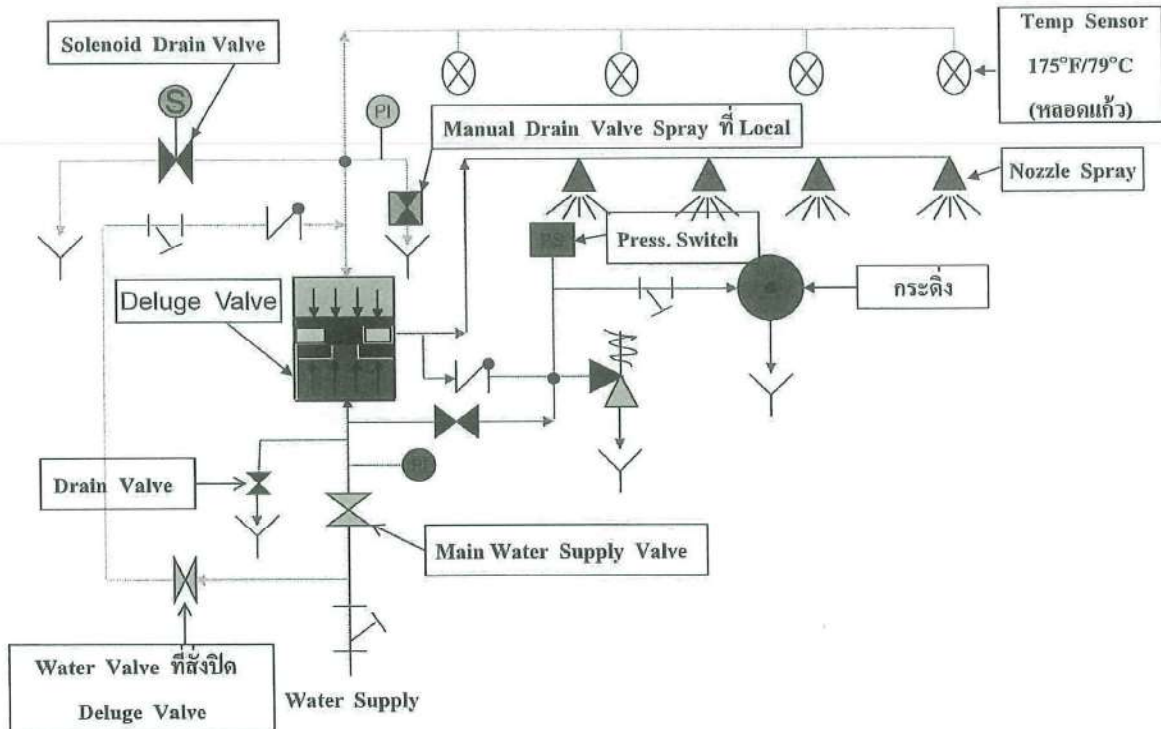 Temp Sensor
175°F/79°C
(หลอดแก้ว)
Solenoid Drain Valve
S
PI
Manual Drain Valve Spray ที่ Local
Nozzle Spray
PS
Press. Switch
Deluge Valve
กระดิ่ง
PI
Drain Valve
Main Water Supply Valve
Water Valve ที่สั่งปิด
Deluge Valve
Water Supply